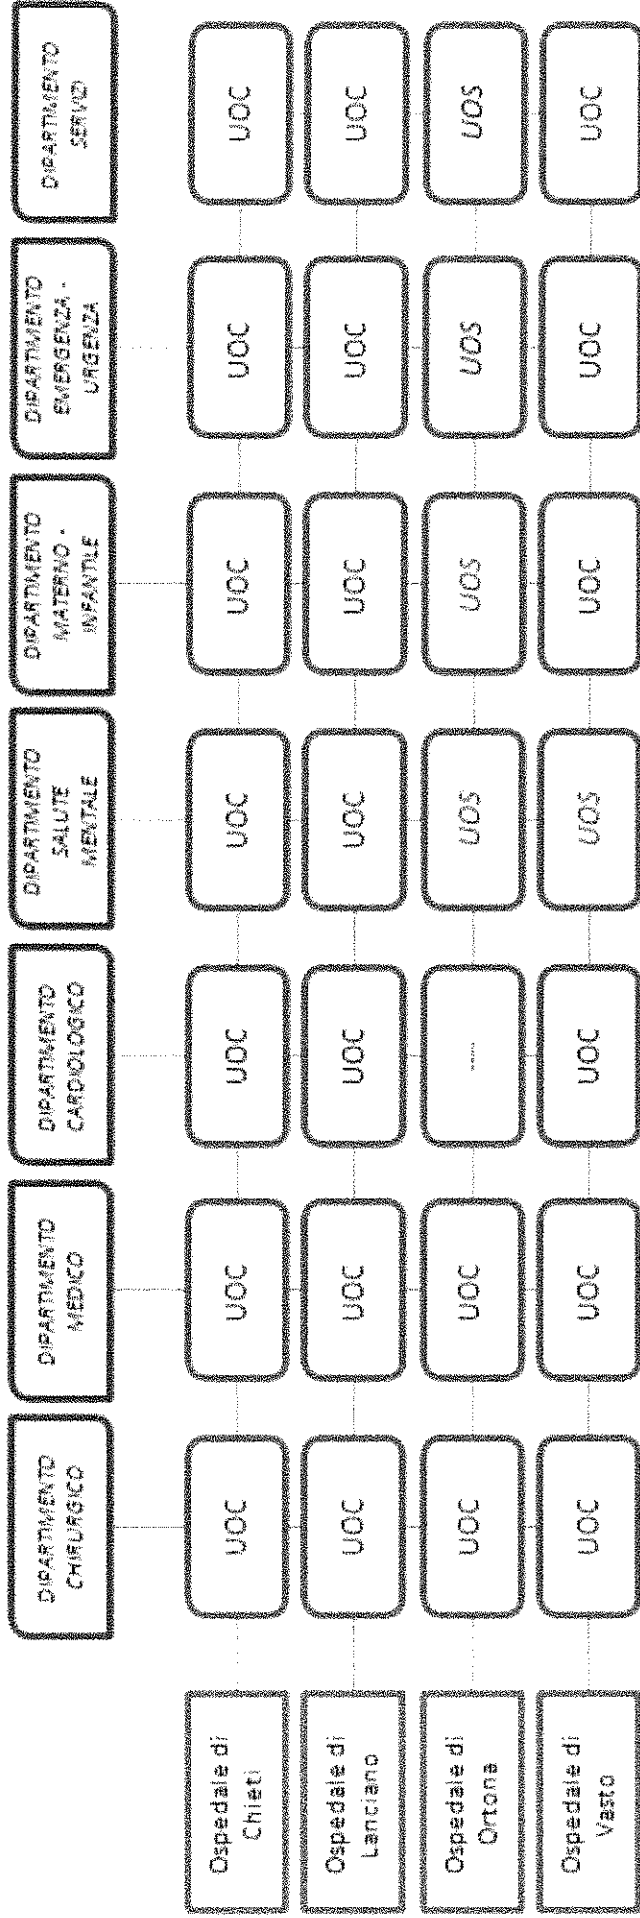 DIPARTIMENTO
CHIRURGICO
DIPARTIMENTO
MEDICO
DIPARTIMENTO
CARDIOLOGICO
DIPARTIMENTO
SALUTE
MENTALE
DIPARTIMENTO
MATERNO -
INFANTILE
DIPARTIMENTO
EMERGENZA -
URGENZA
DIPARTIMENTO
SERVIZI
Ospedale di
Chieti
UOC
UOC
UOC
UOC
UOC
UOC
UOC
Ospedale di
Lanciano
UOC
UOC
UOC
UOC
UOC
UOC
UOC
Ospedale di
Ortona
UOC
UOC
----
UOS
UOS
UOS
UOS
Ospedale di
Vasto
UOC
UOC
UOC
UOS
UOC
UOC
UOC